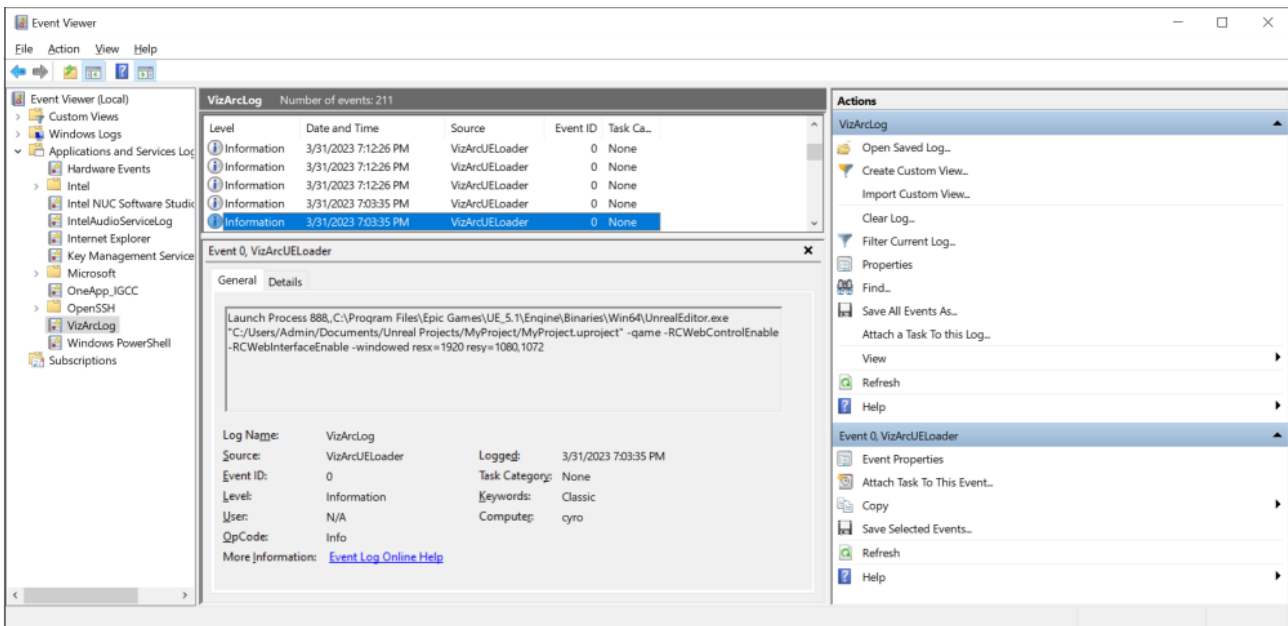 Event Viewer
File Action View Help
Event Viewer (Local)
Custom Views
Windows Logs
Applications and Services Log
Hardware Events
Intel
Intel NUC Software Studio
IntelAudioServiceLog
Internet Explorer
Key Management Service
Microsoft
OneApp_IGCC
OpenSSH
VizArcLog
Windows PowerShell
Subscriptions
VizArcLog Number of events: 211
Level Date and Time Source Event ID Task Ca...
Information 3/31/2023 7:12:26 PM VizArcUELoader 0 None
Information 3/31/2023 7:12:26 PM VizArcUELoader 0 None
Information 3/31/2023 7:12:26 PM VizArcUELoader 0 None
Information 3/31/2023 7:03:35 PM VizArcUELoader 0 None
Information 3/31/2023 7:03:35 PM VizArcUELoader 0 None
Event 0, VizArcUELoader
General Details
Launch Process 888,,C:\Program Files\Epic Games\UE_5.1\Engine\Binaries\Win64\UnrealEditor.exe
"C:/Users/Admin/Documents/Unreal Projects/MyProject/MyProject.uproject" -game -RCWebControlEnable
-RCWebInterfaceEnable -windowed resx=1920 resy=1080,1072
Log Name: VizArcLog
Source: VizArcUELoader Logged: 3/31/2023 7:03:35 PM
Event ID: 0 Task Category: None
Level: Information Keywords: Classic
User: N/A Computer: cyro
OpCode: Info
More Information: Event Log Online Help
Actions
VizArcLog
Open Saved Log...
Create Custom View...
Import Custom View...
Clear Log...
Filter Current Log...
Properties
Find...
Save All Events As...
Attach a Task To this Log...
View
Refresh
Help
Event 0, VizArcUELoader
Event Properties
Attach Task To This Event...
Copy
Save Selected Events...
Refresh
Help